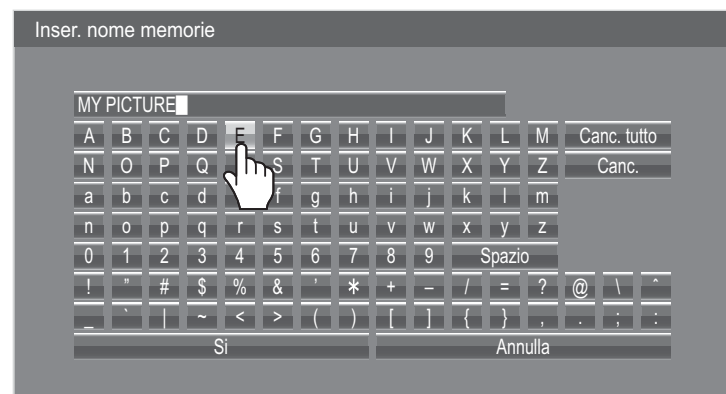 Inser. nome memorie
MY PICTURE
A B C D E F G H I J K L M Canc. tutto
N O P Q S T U V W X Y Z Canc.
a b c d f g h i j k l m
n o p q r s t u v w x y z
0 1 2 3 4 5 6 7 8 9 Spazio
! " # $ % & ' * + – / = ? @ \ ^
_ ` | ~ < > ( ) [ ] { } , . ; :
Si Annulla